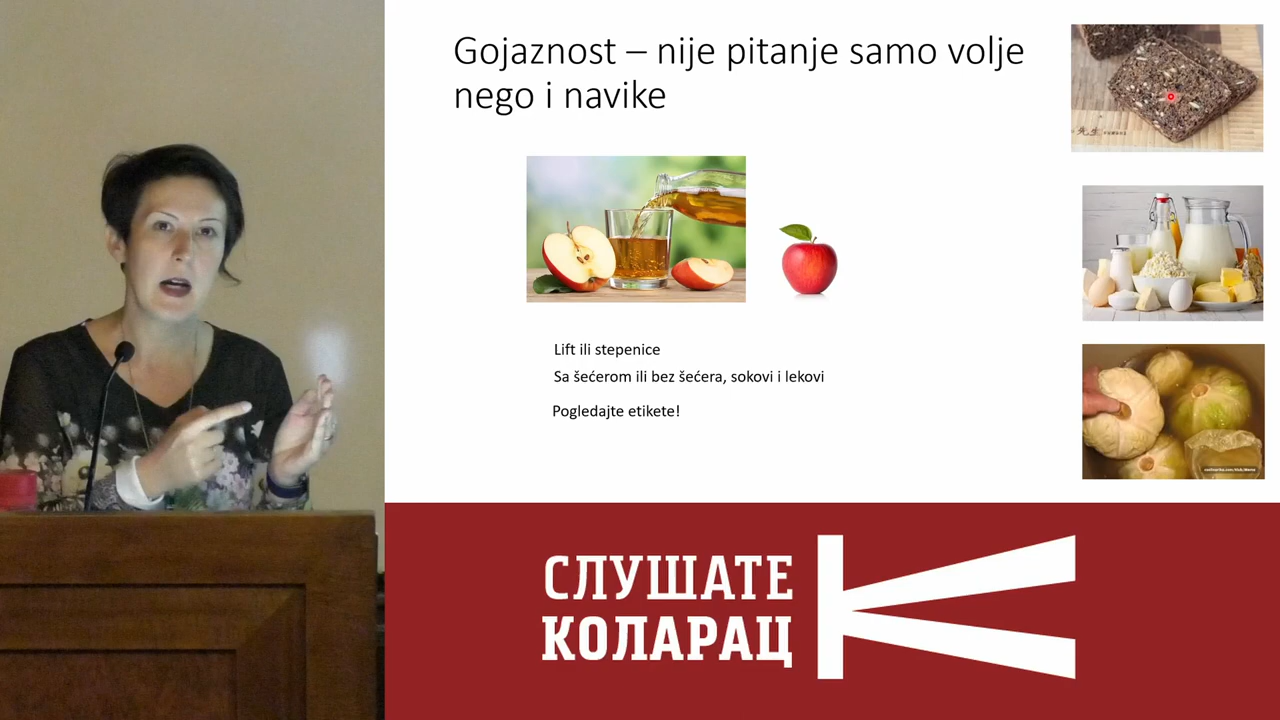 Gojaznost – nije pitanje samo volje
nego i navike
Lift ili stepenice
Sa šećerom ili bez šećera, sokovi i lekovi
Pogledajte etikete!
СЛУШАТЕ
КОЛАРАЦ